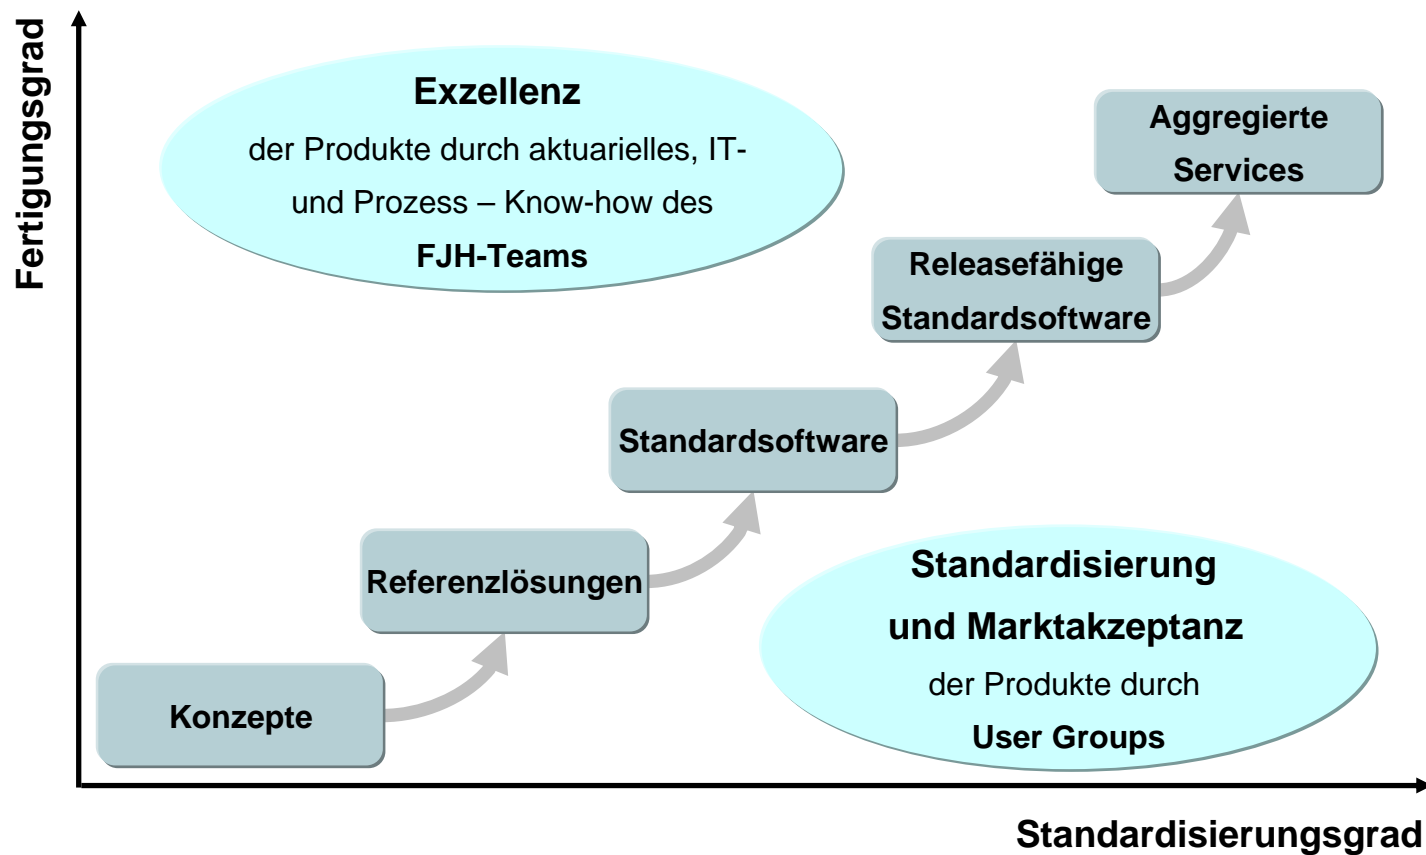 Fertigungsgrad
Exzellenz
der Produkte durch aktuarielles, IT-
und Prozess – Know-how des
FJH-Teams
Aggregierte
Services
Releasefähige
Standardsoftware
Standardsoftware
Referenzlösungen
Konzepte
Standardisierung
und Marktakzeptanz
der Produkte durch
User Groups
Standardisierungsgrad